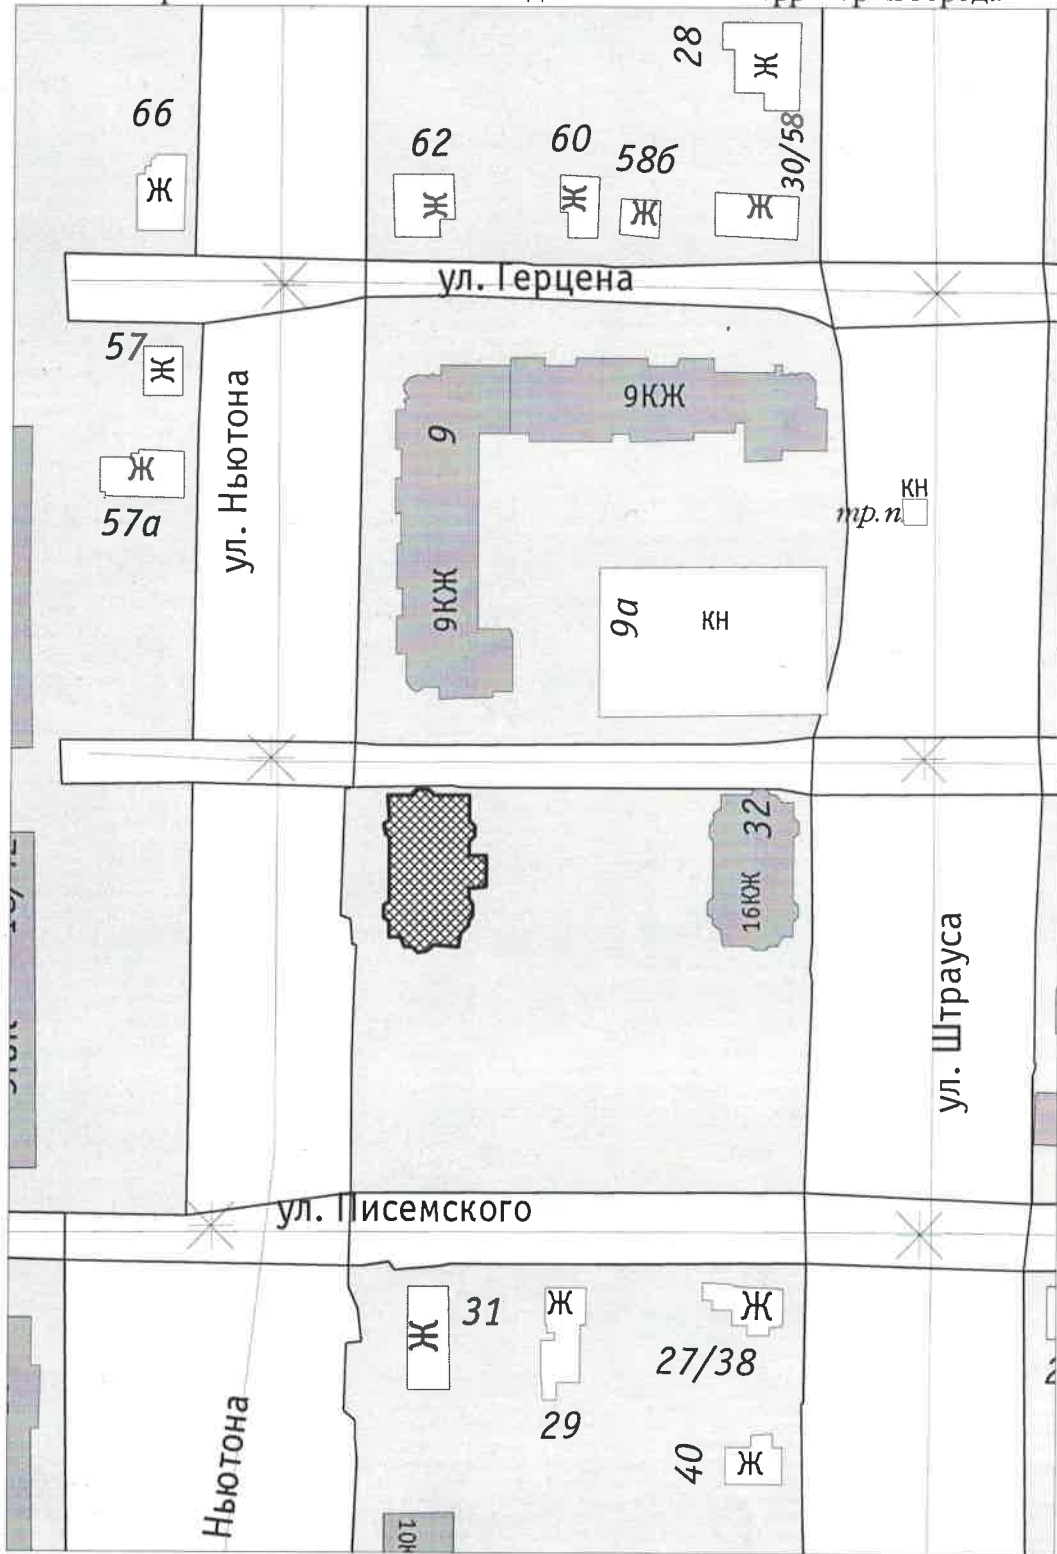 28
Ж
30/58
66
Ж
62
Ж
60
Ж
58б
Ж
Ж
ул. Герцена
57
Ж
ул. Ньютона
Ж
57а
9
9КЖ
9КЖ
кн
тр.п.
9а
кн
32
16КЖ
ул. Штрауса
ул. Писемского
31
Ж
Ж
29
Ж
27/38
40
Ж
Ньютона